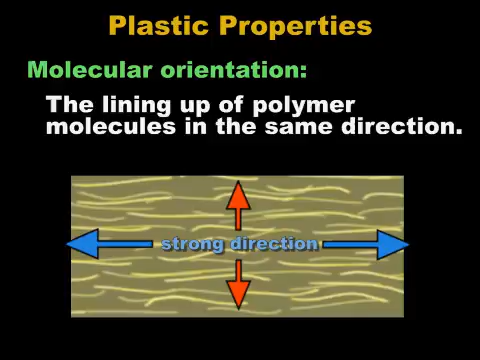 Plastic Properties
Molecular orientation:
The lining up of polymer
molecules in the same direction.
strong direction